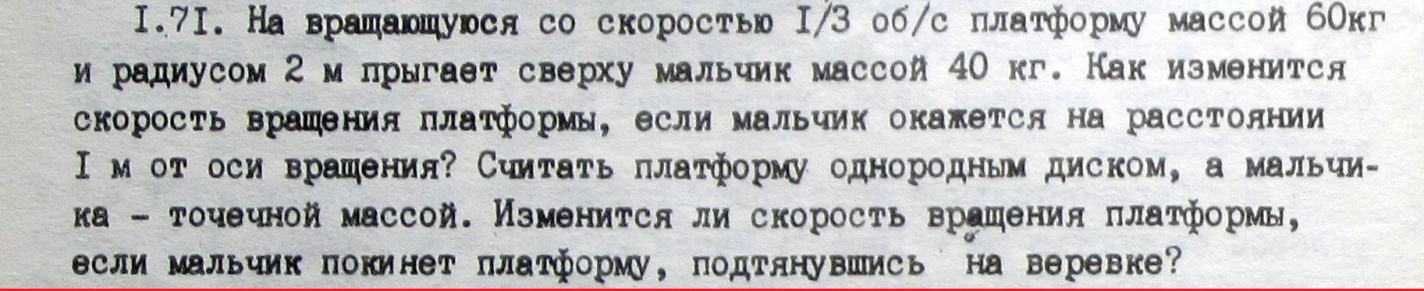 I.7I. На вращающуюся со скоростью I/3 об/с платформу массой 60кг
и радиусом 2 м прыгает сверху мальчик массой 40 кг. Как изменится
скорость вращения платформы, если мальчик окажется на расстоянии
I м от оси вращения? Считать платформу однородным диском, а мальчи-
ка - точечной массой. Изменится ли скорость вращения платформы,
если мальчик покинет платформу, подтянувшись на веревке?